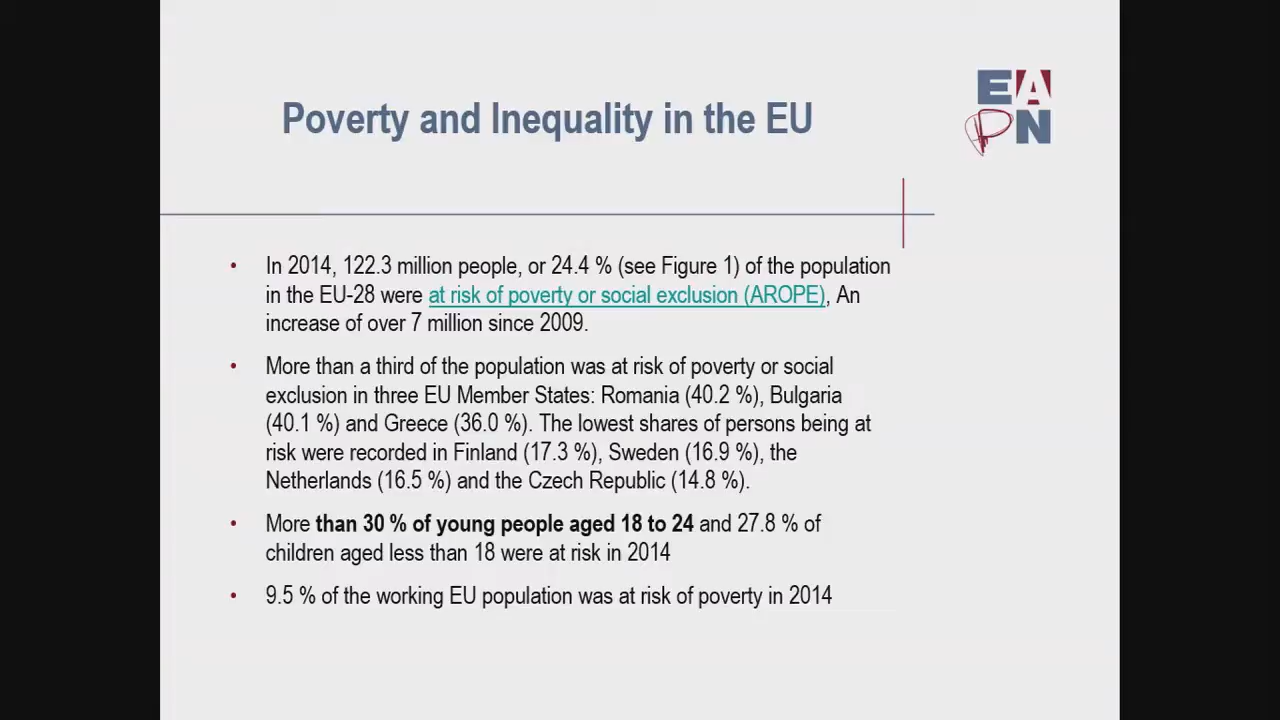 EA
PN
Poverty and Inequality in the EU
• In 2014, 122.3 million people, or 24.4 % (see Figure 1) of the population
in the EU-28 were at risk of poverty or social exclusion (AROPE), An
increase of over 7 million since 2009.
• More than a third of the population was at risk of poverty or social
exclusion in three EU Member States: Romania (40.2 %), Bulgaria
(40.1 %) and Greece (36.0 %). The lowest shares of persons being at
risk were recorded in Finland (17.3 %), Sweden (16.9 %), the
Netherlands (16.5 %) and the Czech Republic (14.8 %).
• More than 30 % of young people aged 18 to 24 and 27.8 % of
children aged less than 18 were at risk in 2014
• 9.5 % of the working EU population was at risk of poverty in 2014